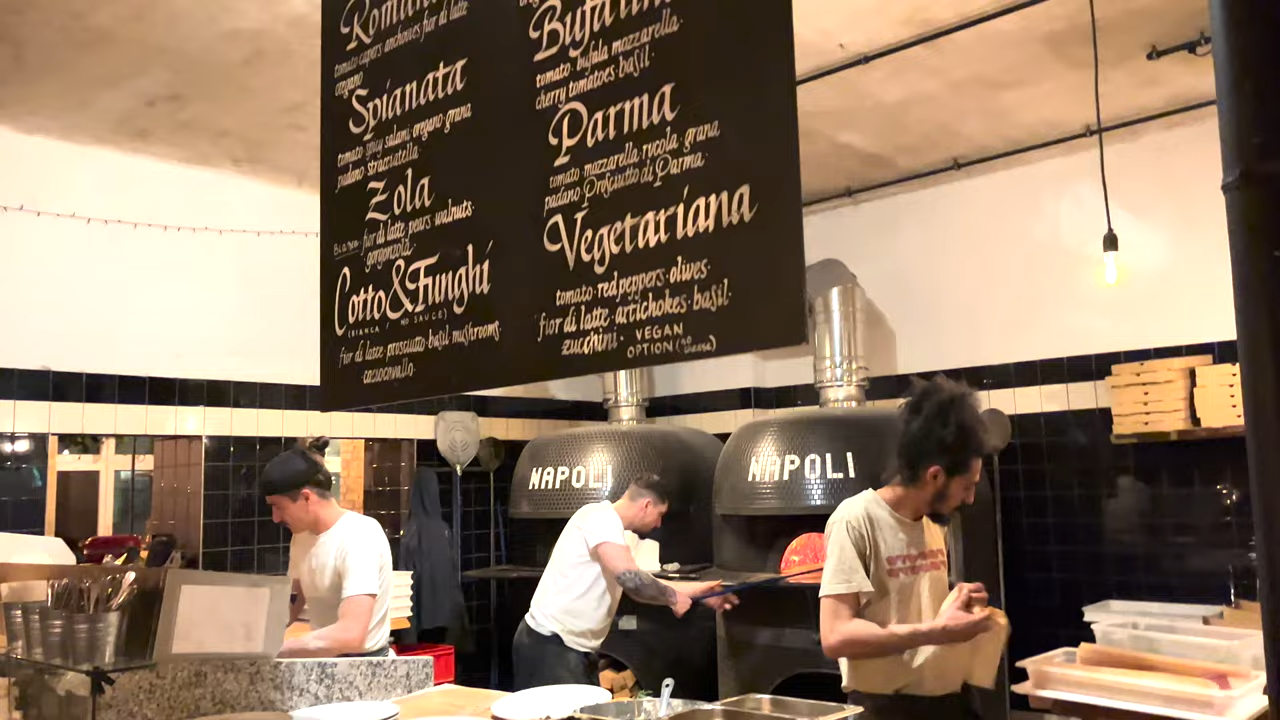 Romana
tomato capers anchovies fior di latte
oregano
Spianata
tomato spicy salami oregano grana
padano stracciatella
Zola
Bianca fior di latte pears walnuts
gorgonzola
Cotto & Funghi
(BIANCA / NO SAUCE)
fior di latte prosciutto basil mushrooms
caciocavallo
Bufalina
tomato bufala mozzarella
cherry tomatoes basil
Parma
tomato mozzarella rucola grana
padano Prosciutto di Parma
Vegetariana
tomato red peppers olives
fior di latte artichokes basil
zucchini VEGAN
OPTION (no cheese)
NAPOLI
NAPOLI